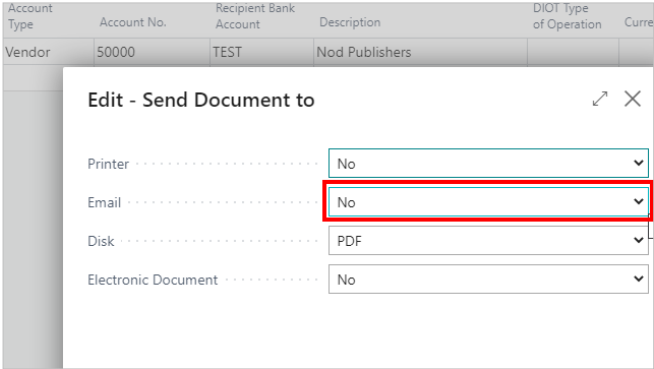 Account Type Account No. Recipient Bank Account Description DIOT Type of Operation Curre
Vendor 50000 TEST Nod Publishers
Edit - Send Document to
Printer No
Email No
Disk PDF
Electronic Document No